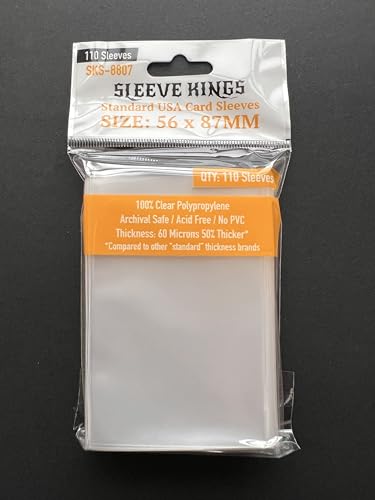 110 Sleeves
SKS-8807
SLEEVE KINGS
Standard USA Card Sleeves
SIZE: 56 x 87MM
QTY: 110 Sleeves
100% Clear Polypropylene
Archival Safe / Acid Free / No PVC
Thickness: 60 Microns 50% Thicker*
*Compared to other "standard" thickness brands